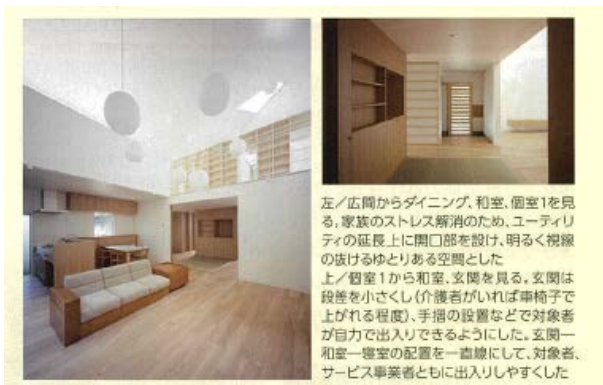 左／広間からダイニング、和室、個室1を見
る。家族のストレス解消のため、ユーティリ
ティの延長上に開口部を設け、明るく視線
の抜けるゆとりある空間とした
上／個室1から和室、玄関を見る。玄関は
段差を小さくし(介護者がいれば車椅子で
上がれる程度)、手摺の設置などで対象者
が自力で出入りできるようにした。玄関―
和室―寝室の配置を一直線にして、対象者、
サービス事業者ともに出入りしやすくした